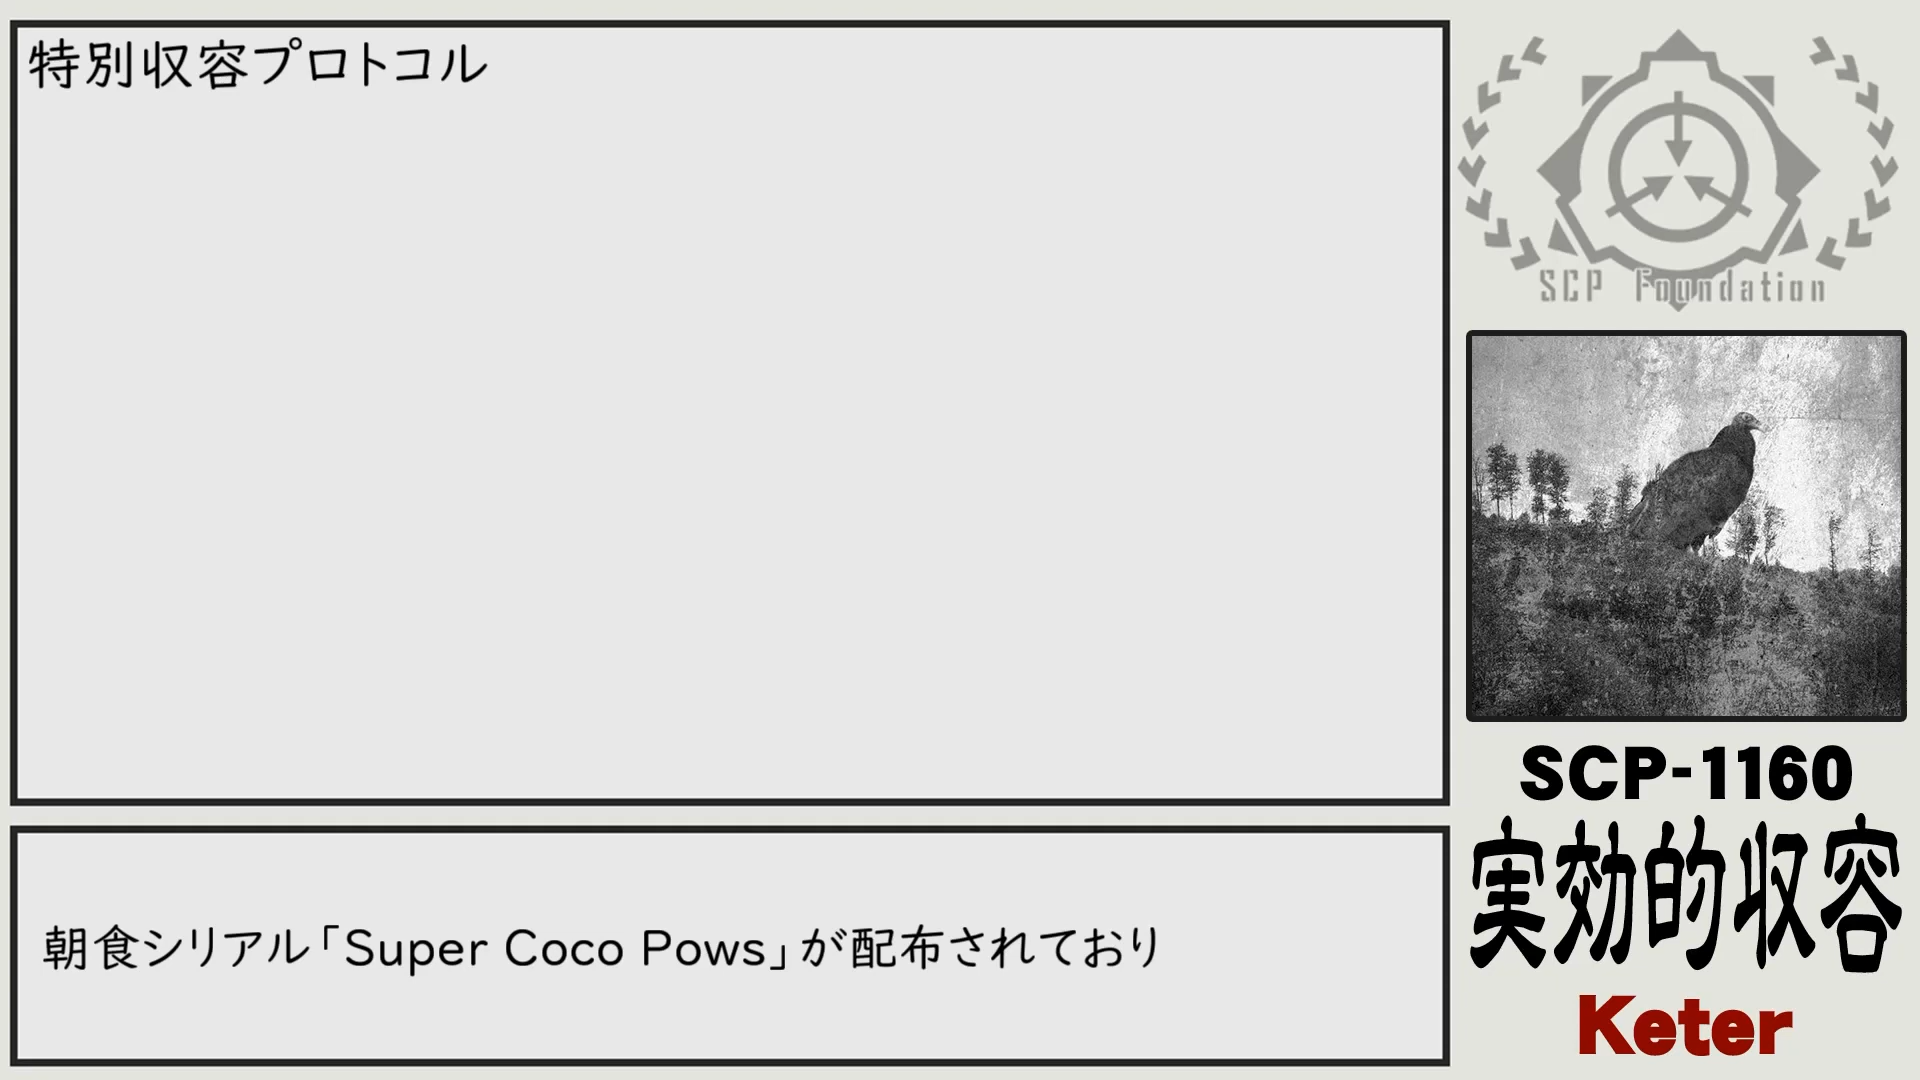 特別収容プロトコル
朝食シリアル「Super Coco Pows」が配布されており
SCP Foundation
SCP-1160
実効的収容
Keter